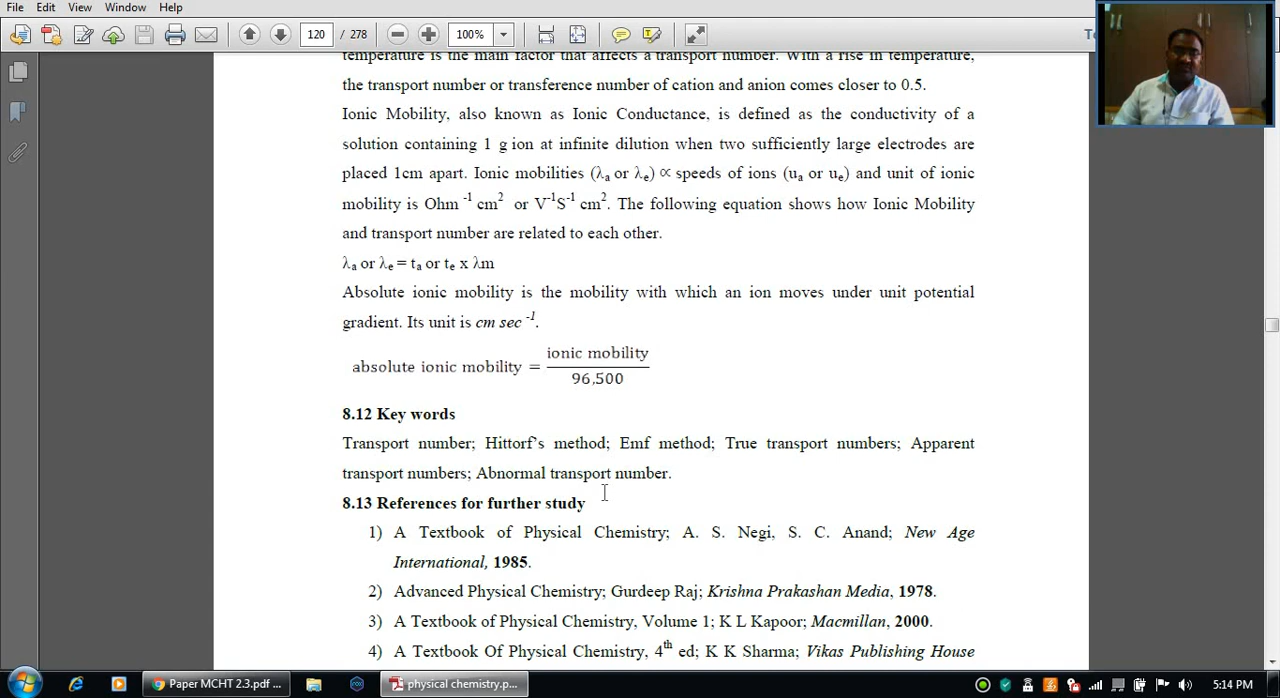 File Edit View Window Help
120 / 278 100%
temperature is the main factor that affects a transport number. With a rise in temperature,
the transport number or transference number of cation and anion comes closer to 0.5.
Ionic Mobility, also known as Ionic Conductance, is defined as the conductivity of a
solution containing 1 g ion at infinite dilution when two sufficiently large electrodes are
placed 1cm apart. Ionic mobilities (λa or λe) ∝ speeds of ions (ua or ue) and unit of ionic
mobility is Ohm -1 cm2 or V-1S-1 cm2. The following equation shows how Ionic Mobility
and transport number are related to each other.
λa or λe = ta or te x λm
Absolute ionic mobility is the mobility with which an ion moves under unit potential
gradient. Its unit is cm sec -1.
absolute ionic mobility = ionic mobility / 96,500
8.12 Key words
Transport number; Hittorf's method; Emf method; True transport numbers; Apparent
transport numbers; Abnormal transport number.
8.13 References for further study
1) A Textbook of Physical Chemistry; A. S. Negi, S. C. Anand; New Age
International, 1985.
2) Advanced Physical Chemistry; Gurdeep Raj; Krishna Prakashan Media, 1978.
3) A Textbook of Physical Chemistry, Volume 1; K L Kapoor; Macmillan, 2000.
4) A Textbook Of Physical Chemistry, 4th ed; K K Sharma; Vikas Publishing House
Paper MCHT 2.3.pdf ... physical chemistry.p... 5:14 PM